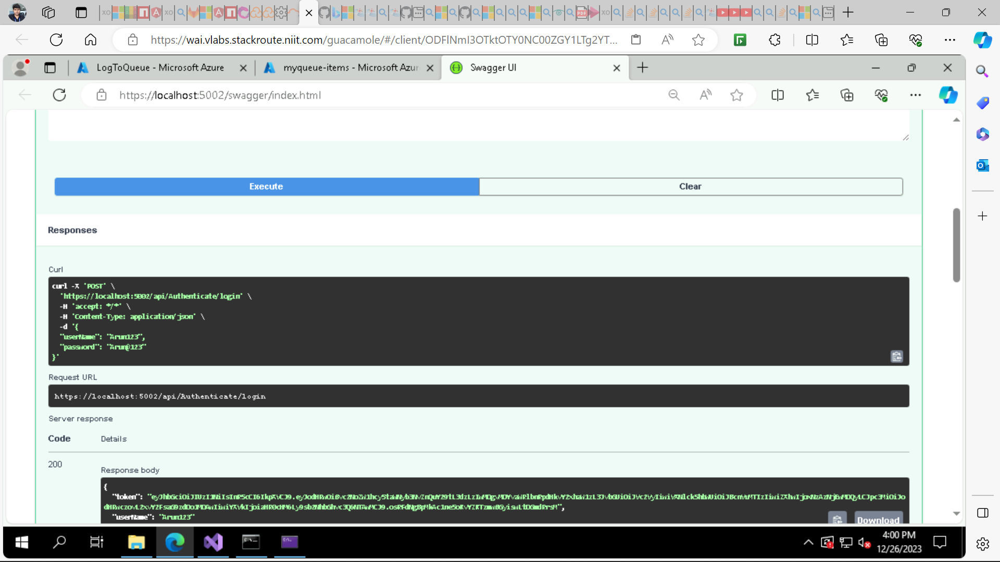 https://wai.vlabs.stackroute.niit.com/guacamole/#/client/ODFlNmI3OTktOTY0NC00ZGY1LTg2YT...
LogToQueue - Microsoft Azure
myqueue-items - Microsoft Azur
Swagger UI
https://localhost:5002/swagger/index.html
Execute
Clear
Responses
Curl
curl -X 'POST' \
'https://localhost:5002/api/Authenticate/login' \
-H 'accept: */*' \
-H 'Content-Type: application/json' \
-d '{
"userName": "Arun123",
"password": "Arun@123"
}'
Request URL
https://localhost:5002/api/Authenticate/login
Server response
Code Details
200
Response body
{
"token":
"userName": "Arun123"
Download
4:00 PM
12/26/2023